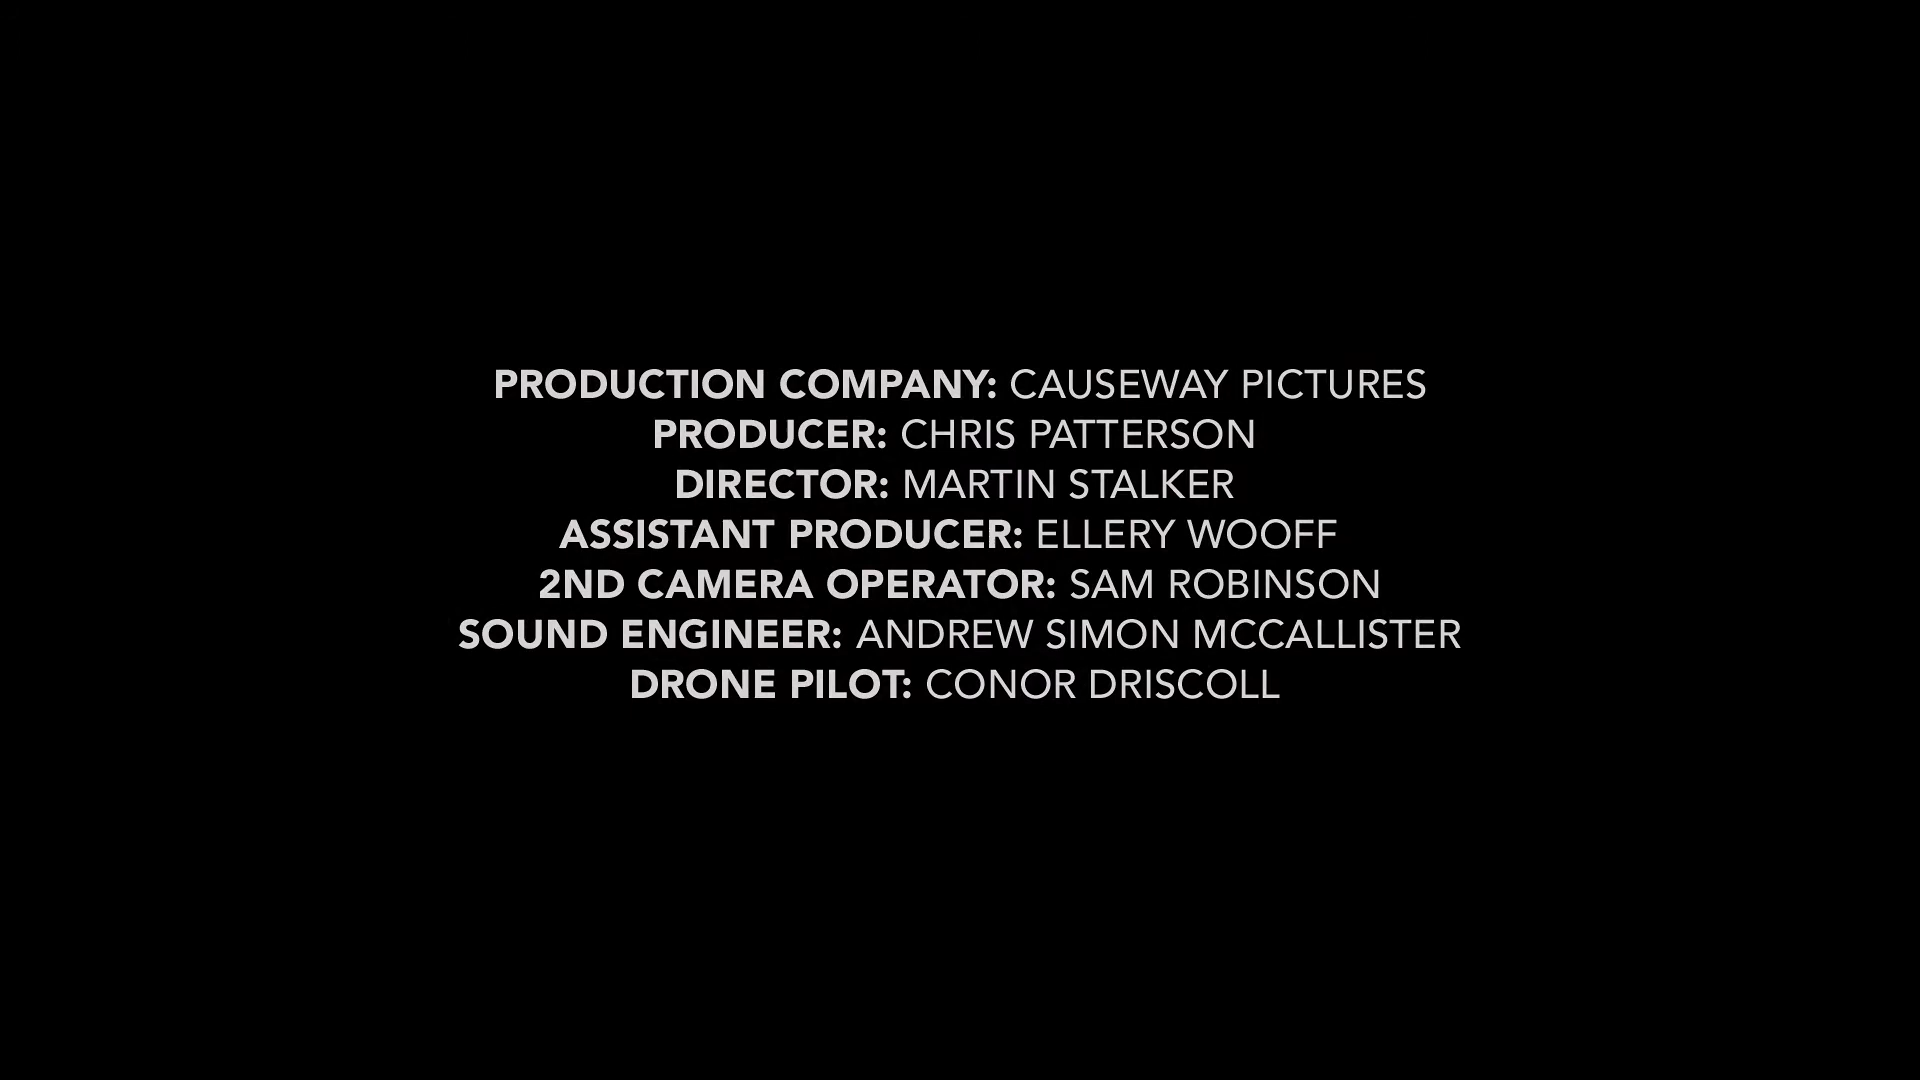 PRODUCTION COMPANY: CAUSEWAY PICTURES
PRODUCER: CHRIS PATTERSON
DIRECTOR: MARTIN STALKER
ASSISTANT PRODUCER: ELLERY WOOFF
2ND CAMERA OPERATOR: SAM ROBINSON
SOUND ENGINEER: ANDREW SIMON MCCALLISTER
DRONE PILOT: CONOR DRISCOLL